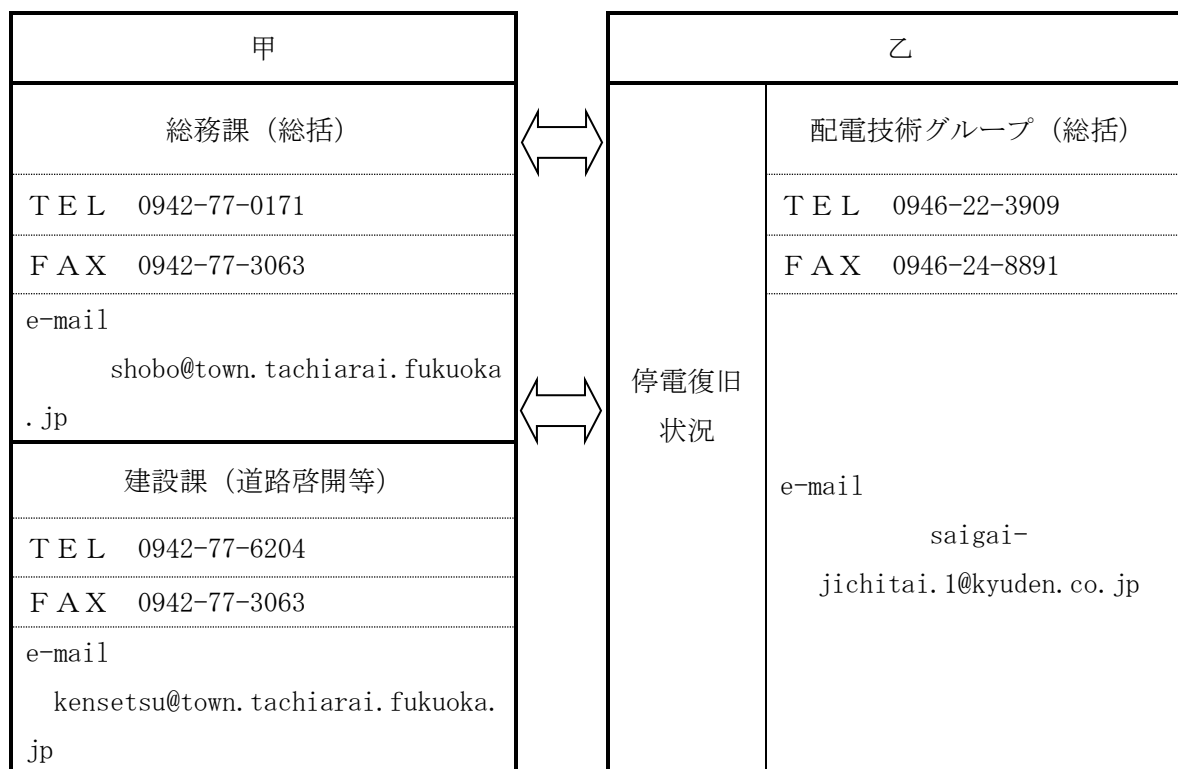 甲
総務課（総括）
ＴＥＬ　0942-77-0171
ＦＡＸ　0942-77-3063
e-mail
shobo@town.tachiarai.fukuoka
.jp
建設課（道路啓開等）
ＴＥＬ　0942-77-6204
ＦＡＸ　0942-77-3063
e-mail
kensetsu@town.tachiarai.fukuoka.
jp
乙
停電復旧
状況
配電技術グループ（総括）
ＴＥＬ　0946-22-3909
ＦＡＸ　0946-24-8891
e-mail
saigai-
jichitai.1@kyuden.co.jp